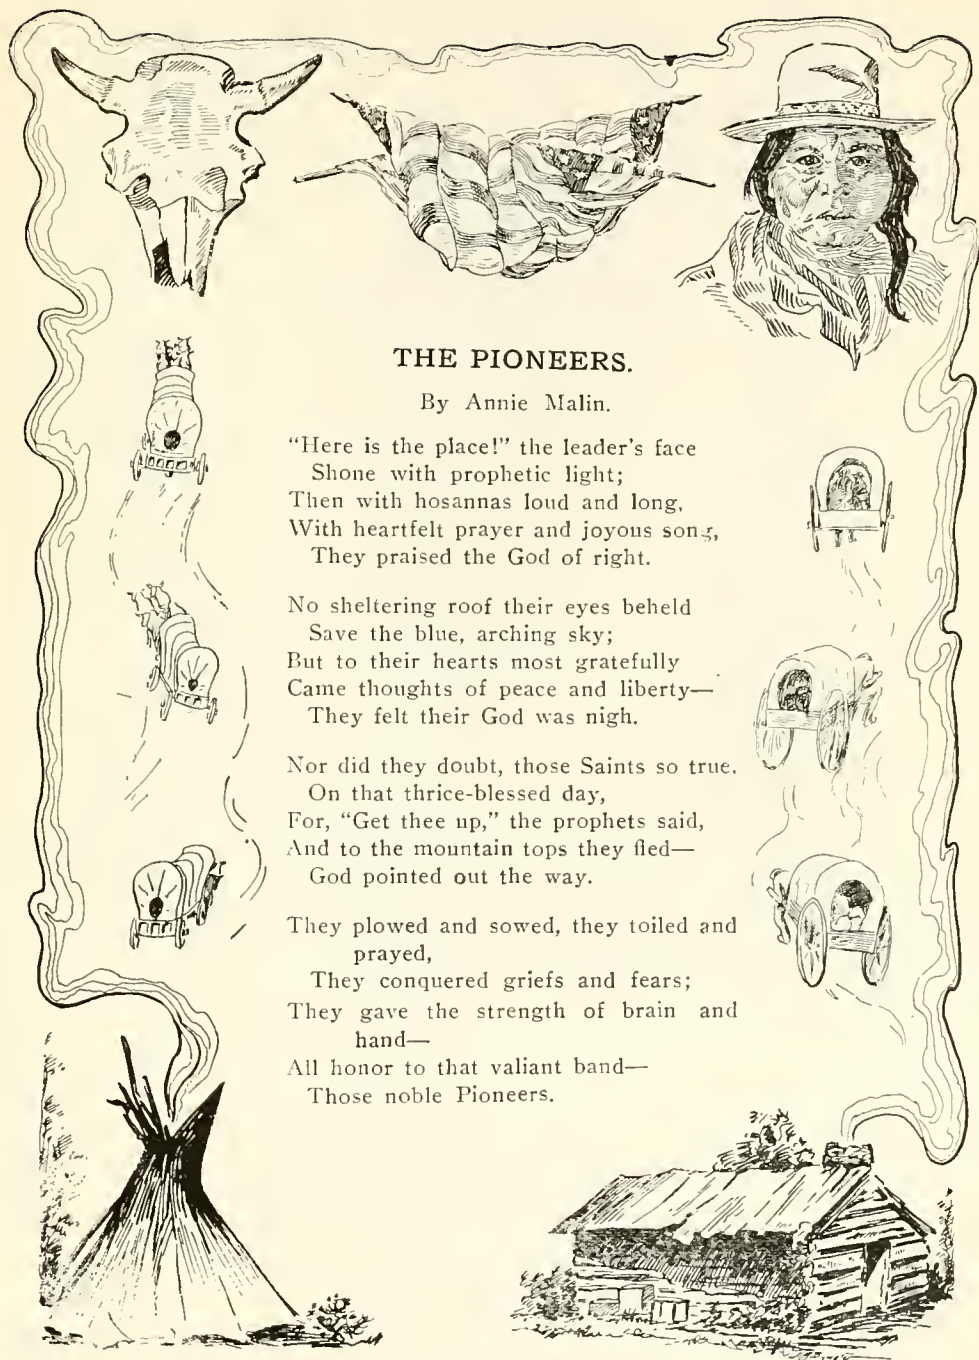 THE PIONEERS.
By Annie Malin.
“Here is the place!” the leader’s face
Shone with prophetic light;
Then with hosannas loud and long,
With heartfelt prayer and joyous song,
They praised the God of right.
No sheltering roof their eyes beheld
Save the blue, arching sky;
But to their hearts most gratefully
Came thoughts of peace and liberty—
They felt their God was nigh.
Nor did they doubt, those Saints so true,
On that thrice-blessed day,
For, “Get thee up,” the prophets said,
And to the mountain tops they fled—
God pointed out the way.
They plowed and sowed, they toiled and
prayed,
They conquered griefs and fears;
They gave the strength of brain and
hand—
All honor to that valiant band—
Those noble Pioneers.